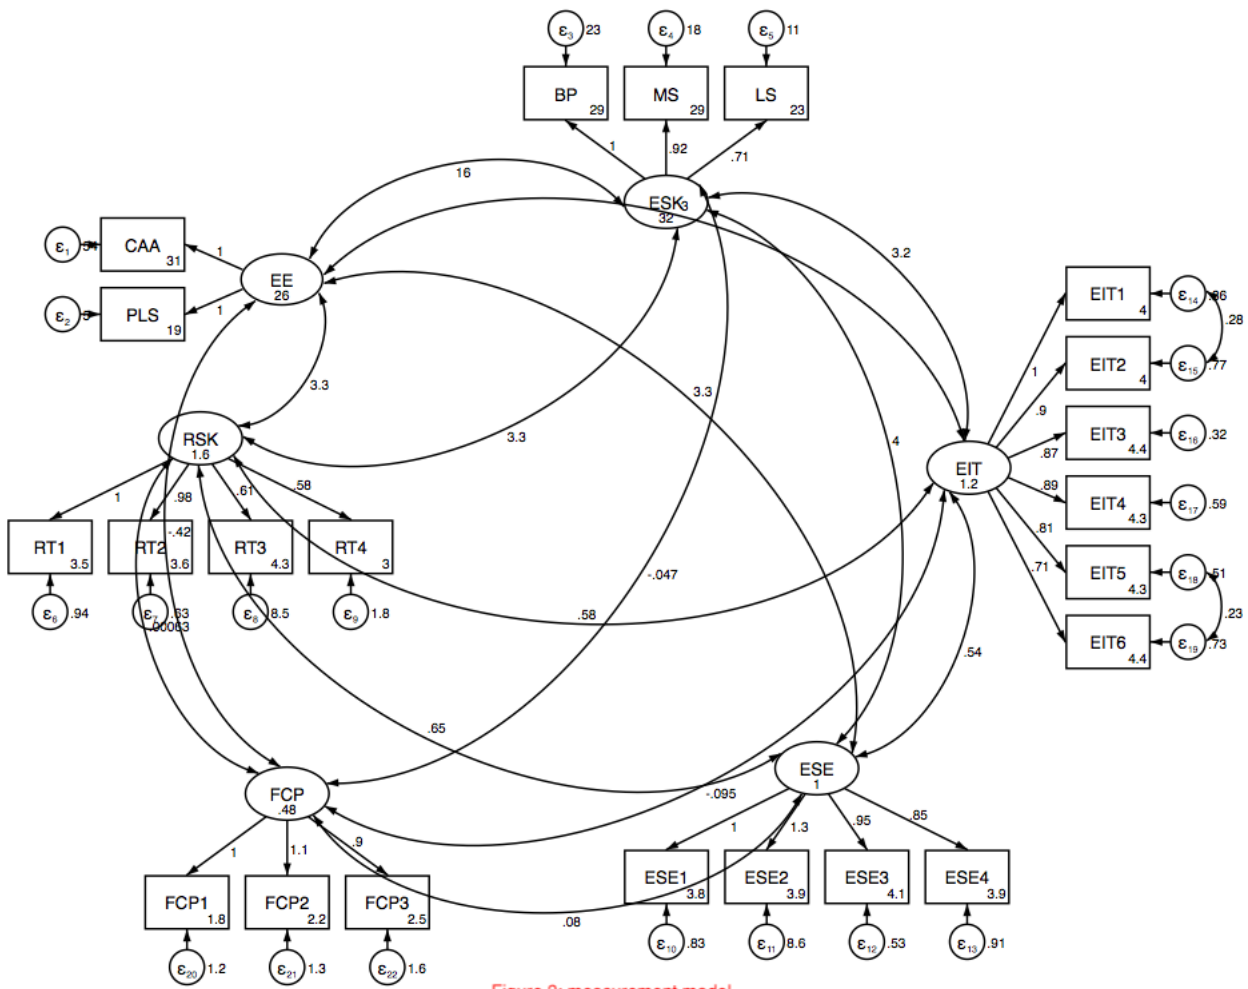 ε3 23 ε4 18 ε5 11
BP 29 MS 29 LS 23
1 .92 .71
16
ESK 3
32
CAA 31
ε1
1
EE
26
3.2
PLS 19
ε2 5
1
EIT1 4
ε14 .86
.28
EIT2 4
ε15 .77
1
.9
3.3
3.3
EIT3 4.4
ε16 .32
.87
RSK
1.6
3.3
4
EIT
1.2
EIT4 4.3
ε17 .59
.89
1 .98 .61 .58
.81
-.42
RT1 3.5 RT2 3.6 RT3 4.3 RT4 3
EIT5 4.3
ε18 .51
.71
-.047
.23
ε6 .94 ε7 .63 ε8 8.5 ε9 1.8
.00063
.58
EIT6 4.4
ε19 .73
.54
.65
ESE
1
FCP
.48
-.095
1 1.1 .9
1 1.3 .95 .85
FCP1 1.8 FCP2 2.2 FCP3 2.5
ESE1 3.8 ESE2 3.9 ESE3 4.1 ESE4 3.9
.08
ε10 .83 ε11 8.6 ε12 .53 ε13 .91
ε20 1.2 ε21 1.3 ε22 1.6
Figure 2: measurement model